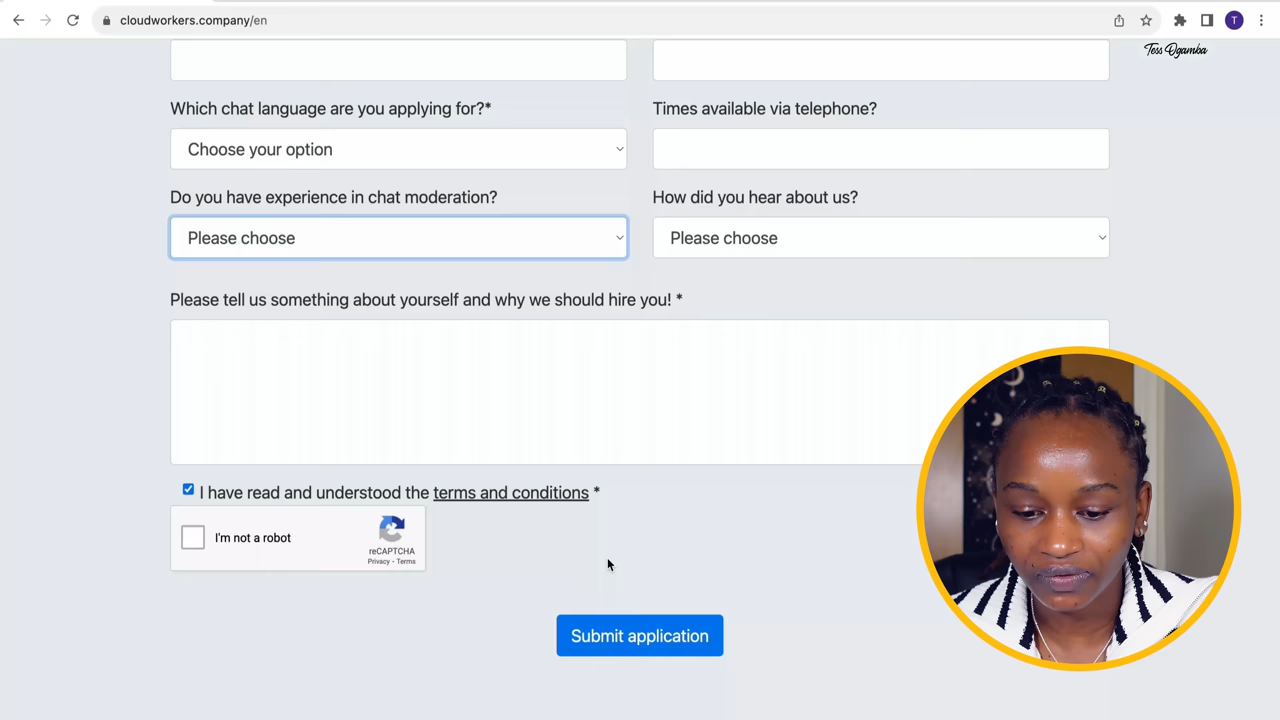 cloudworkers.company/en
T
Tess Ogamba
Which chat language are you applying for?*
Times available via telephone?
Choose your option
Do you have experience in chat moderation?
How did you hear about us?
Please choose
Please choose
Please tell us something about yourself and why we should hire you! *
I have read and understood the terms and conditions *
I'm not a robot
reCAPTCHA
Privacy - Terms
Submit application